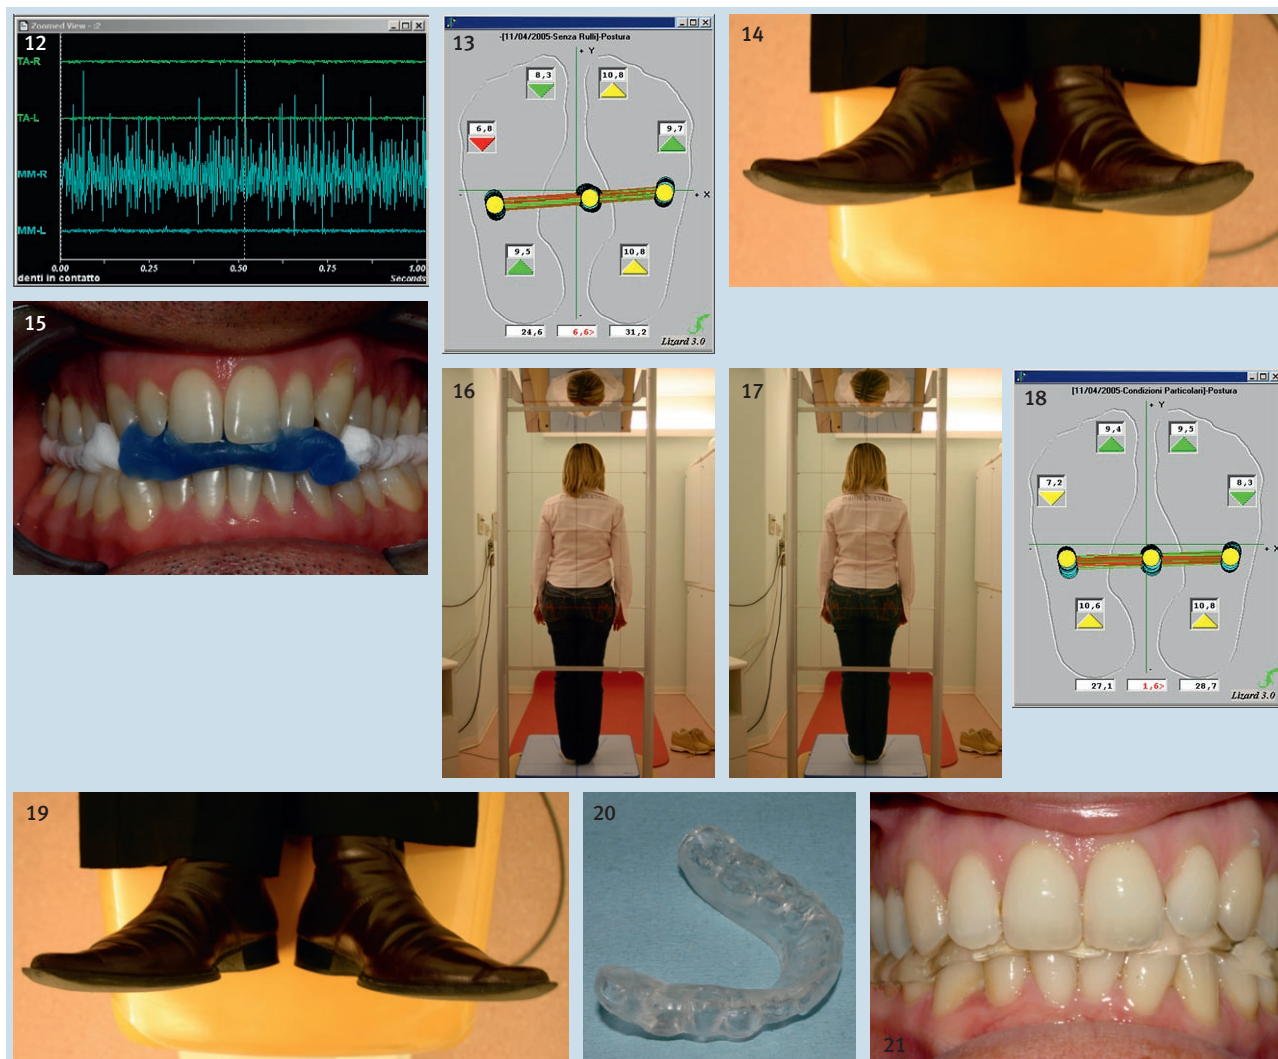 Zoomed View - :2
12
TA-R
TA-L
MM-R
MM-L
0.00 0.25 0.50 0.75 1.00
denti in contatto Seconds
13
-[11/04/2005-Senza Rulli]-Postura
+ Y
8,3 10,8
6,8 9,7
- + X
9,5 10,8
-
24,6 6,6> 31,2
Lizard 3.0
14
15
16
17
18
[11/04/2005-Condizioni Particolari]-Postura
+ Y
9,4 9,5
7,2 8,3
- + X
10,6 10,8
-
27,1 1,6> 28,7
Lizard 3.0
19
20
21